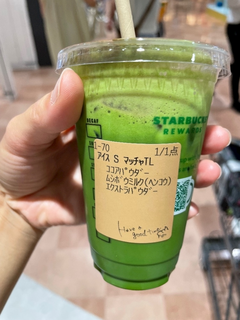 DECAF
STARBUCKS
REWARDS
1-70
1/1点
アイス S マッチャTL
ココアパウダー
ムシボウミルク(ヘンコウ)
エクストラパウダー
Have a
good